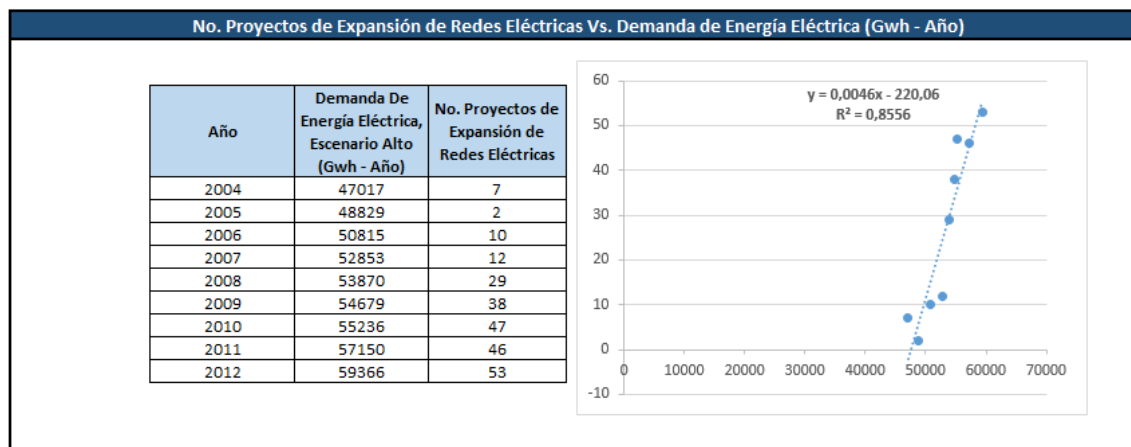 No. Proyectos de Expansión de Redes Eléctricas Vs. Demanda de Energía Eléctrica (Gwh - Año)
Año
Demanda De
Energía Eléctrica,
Escenario Alto
(Gwh - Año)
No. Proyectos de
Expansión de
Redes Eléctricas
2004 47017 7
2005 48829 2
2006 50815 10
2007 52853 12
2008 53870 29
2009 54679 38
2010 55236 47
2011 57150 46
2012 59366 53
y = 0,0046x - 220,06
R² = 0,8556
60
50
40
30
20
10
0
-10
0 10000 20000 30000 40000 50000 60000 70000